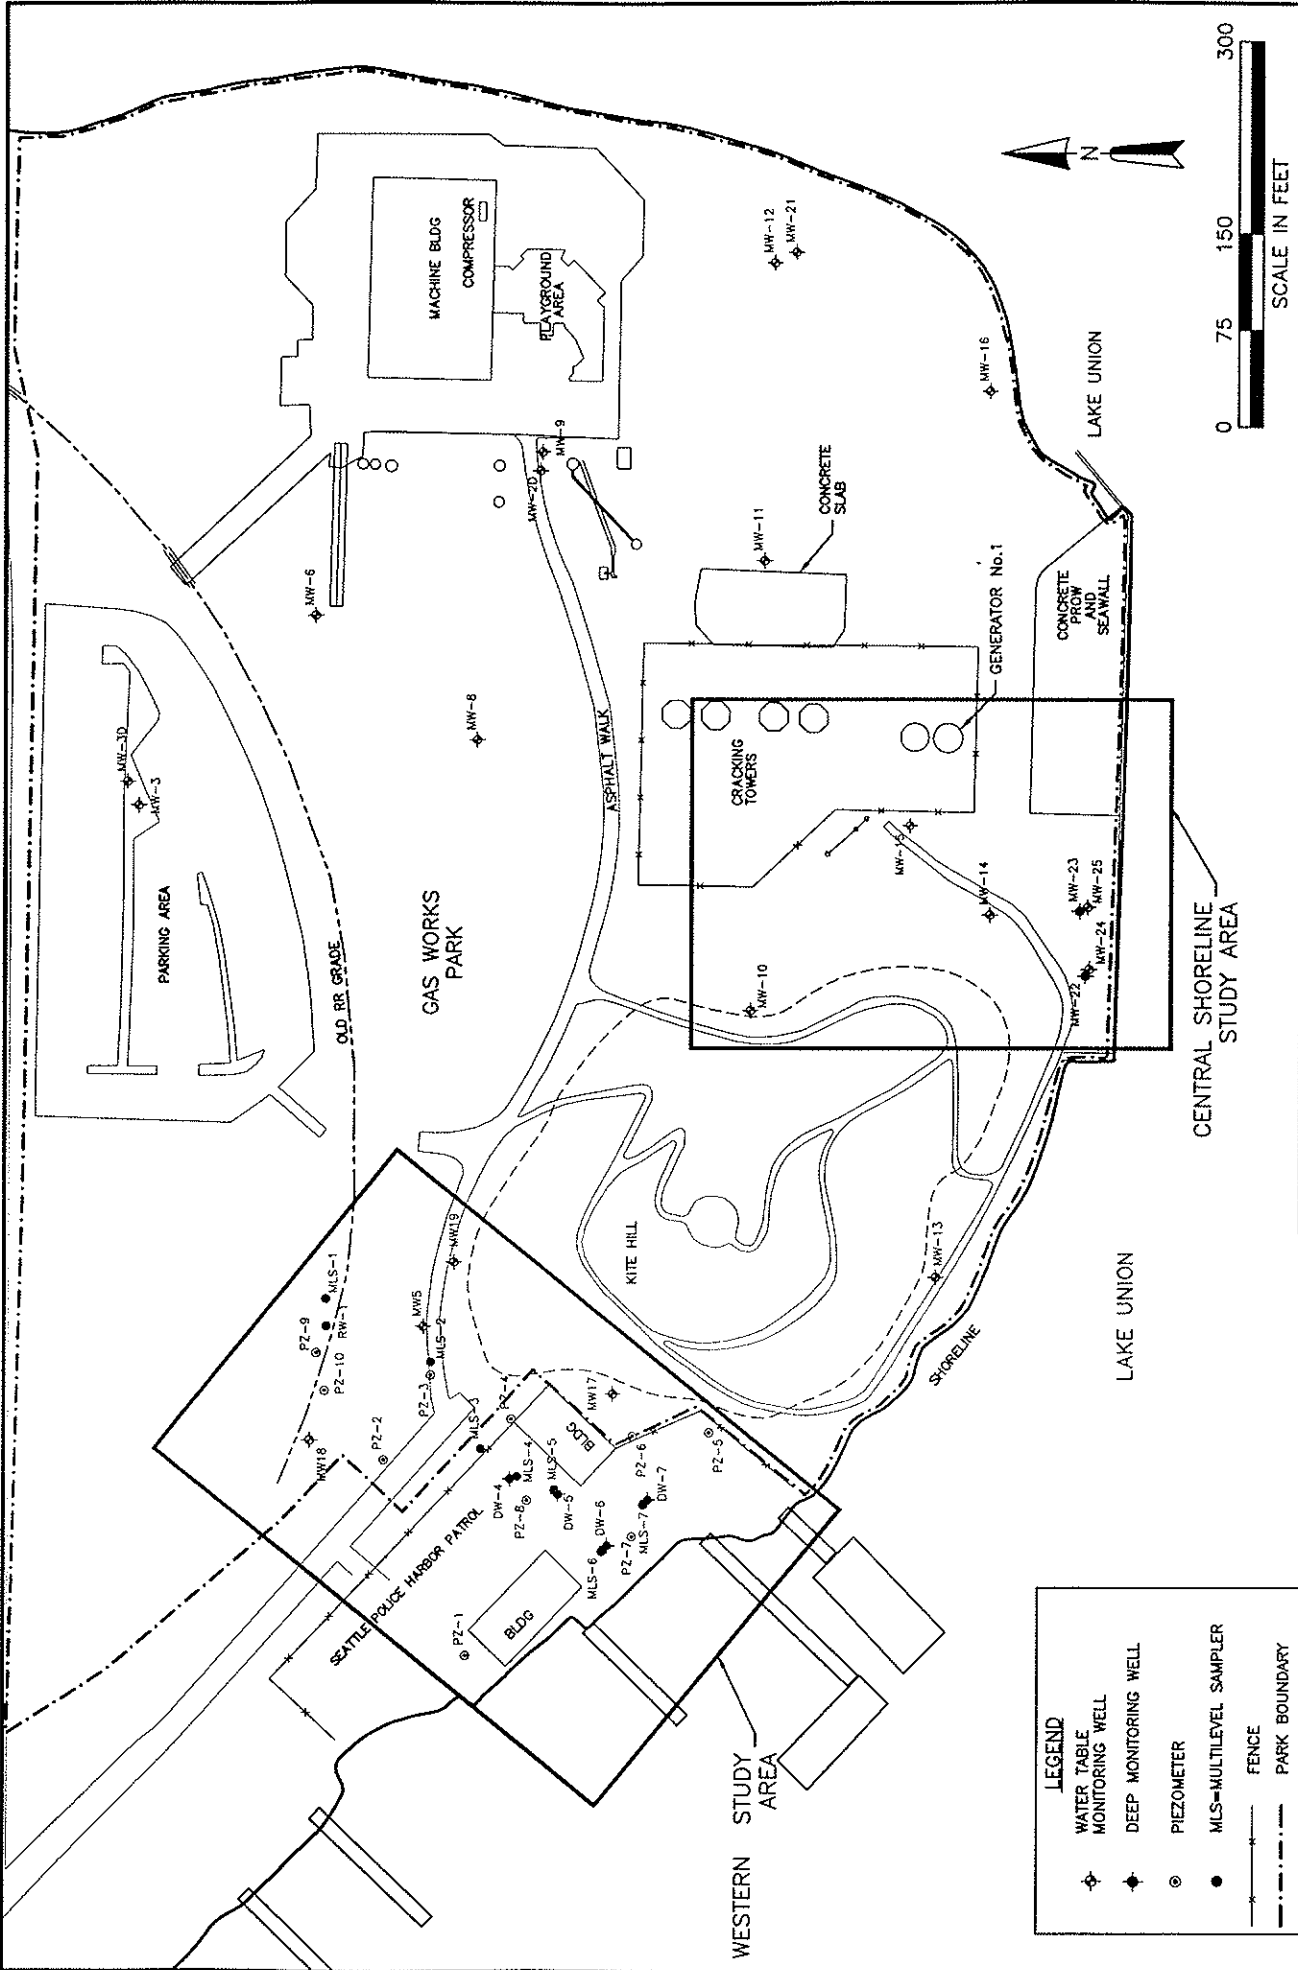 PARKING AREA
MW-3D
MW-3
OLD RR GRADE
GAS WORKS
PARK
MW-6
MW-8
MACHINE BLDG
COMPRESSOR
PLAYGROUND
AREA
MW-9
MW-2D
ASPHALT WALK
MW-12
MW-21
MW-11
CONCRETE
SLAB
MW-16
LAKE UNION
CRACKING
TOWERS
GENERATOR No.1
CONCRETE
PROW
AND
SEAWALL
MW-15
MW-14
MW-23
MW-25
MW-24
MW-22
MW-10
CENTRAL SHORELINE
STUDY AREA
KITE HILL
MW-13
SHORELINE
LAKE UNION
MLS-1
RW-1
PZ-9
PZ-10
MW18
PZ-2
MW19
MW5
MLS-2
PZ-3
MLS-3
PZ-4
MLS-4
DW-4
PZ-8
MLS-5
DW-5
BLDG
MW17
PZ-6
PZ-5
DW-7
MLS-7
PZ-7
DW-6
MLS-6
SEATTLE POLICE HARBOR PATROL
PZ-1
BLDG
WESTERN STUDY
AREA
LEGEND
WATER TABLE
MONITORING WELL
DEEP MONITORING WELL
PIEZOMETER
MLS=MULTILEVEL SAMPLER
FENCE
PARK BOUNDARY
N
0 75 150 300
SCALE IN FEET